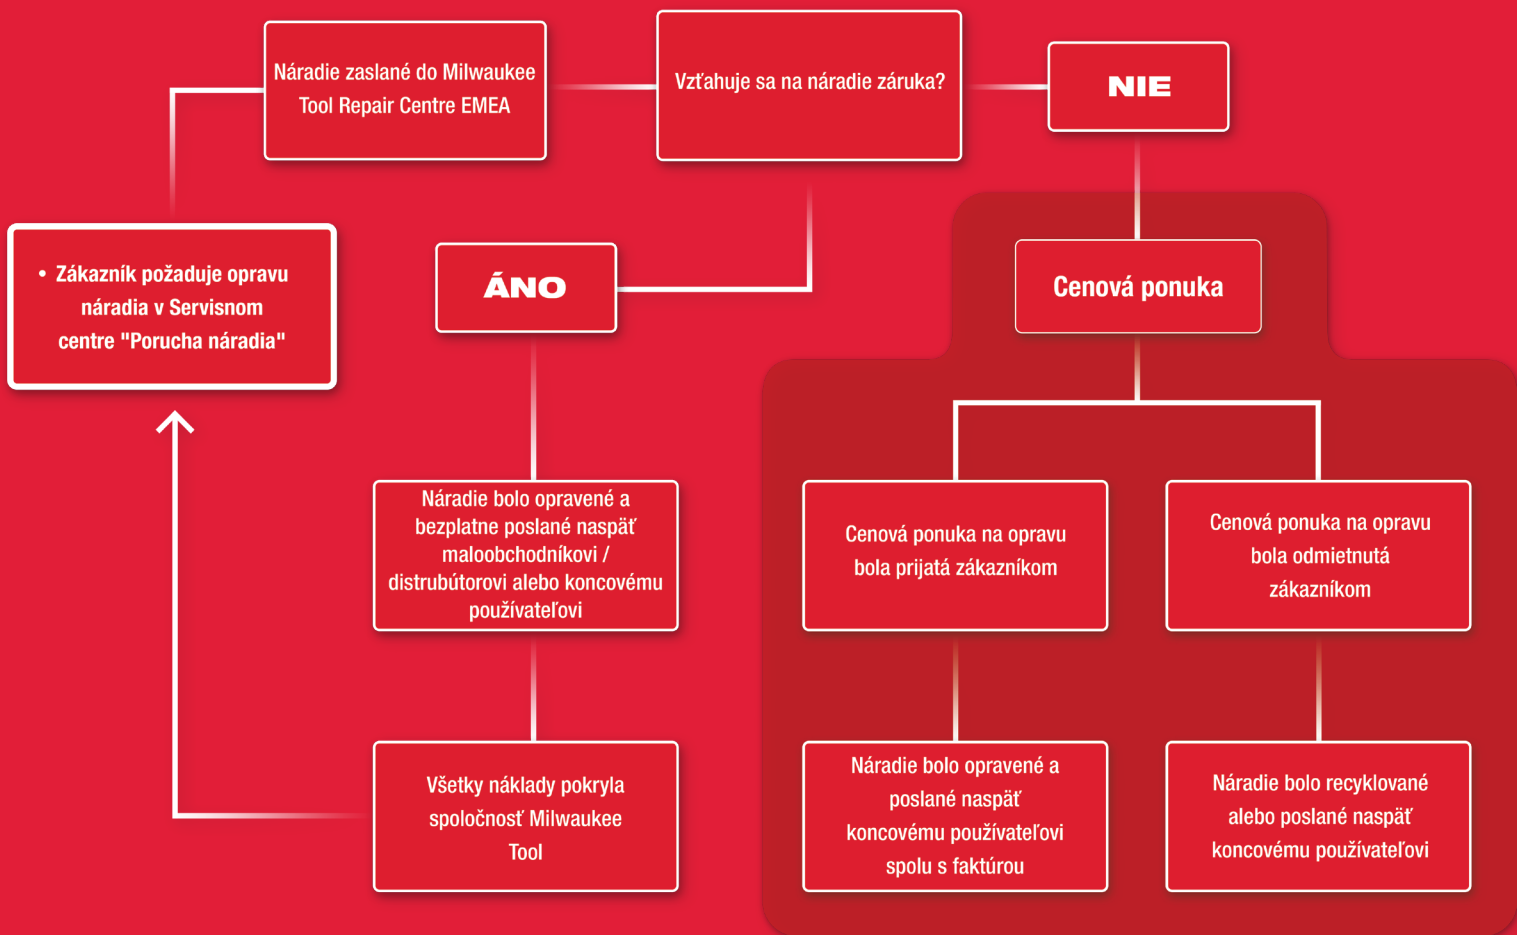 Náradie zaslané do Milwaukee
Tool Repair Centre EMEA
Vzťahuje sa na náradie záruka?
NIE
• Zákazník požaduje opravu
náradia v Servisnom
centre "Porucha náradia"
ÁNO
Cenová ponuka
Náradie bolo opravené a
bezplatne poslané naspäť
maloobchodníkovi /
distrubútorovi alebo koncovému
používateľovi
Cenová ponuka na opravu
bola prijatá zákazníkom
Cenová ponuka na opravu
bola odmietnutá
zákazníkom
Všetky náklady pokryla
spoločnosť Milwaukee
Tool
Náradie bolo opravené a
poslané naspäť
koncovému používateľovi
spolu s faktúrou
Náradie bolo recyklované
alebo poslané naspäť
koncovému používateľovi